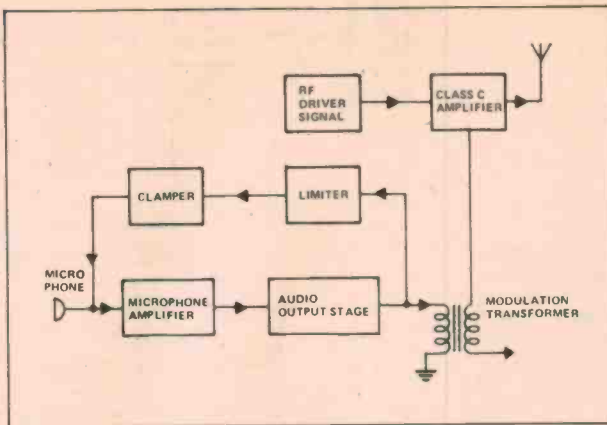 RF
DRIVER
SIGNAL
CLASS C
AMPLIFIER
CLAMPER
LIMITER
MICRO
PHONE
MICROPHONE
AMPLIFIER
AUDIO
OUTPUT STAGE
MODULATION
TRANSFORMER